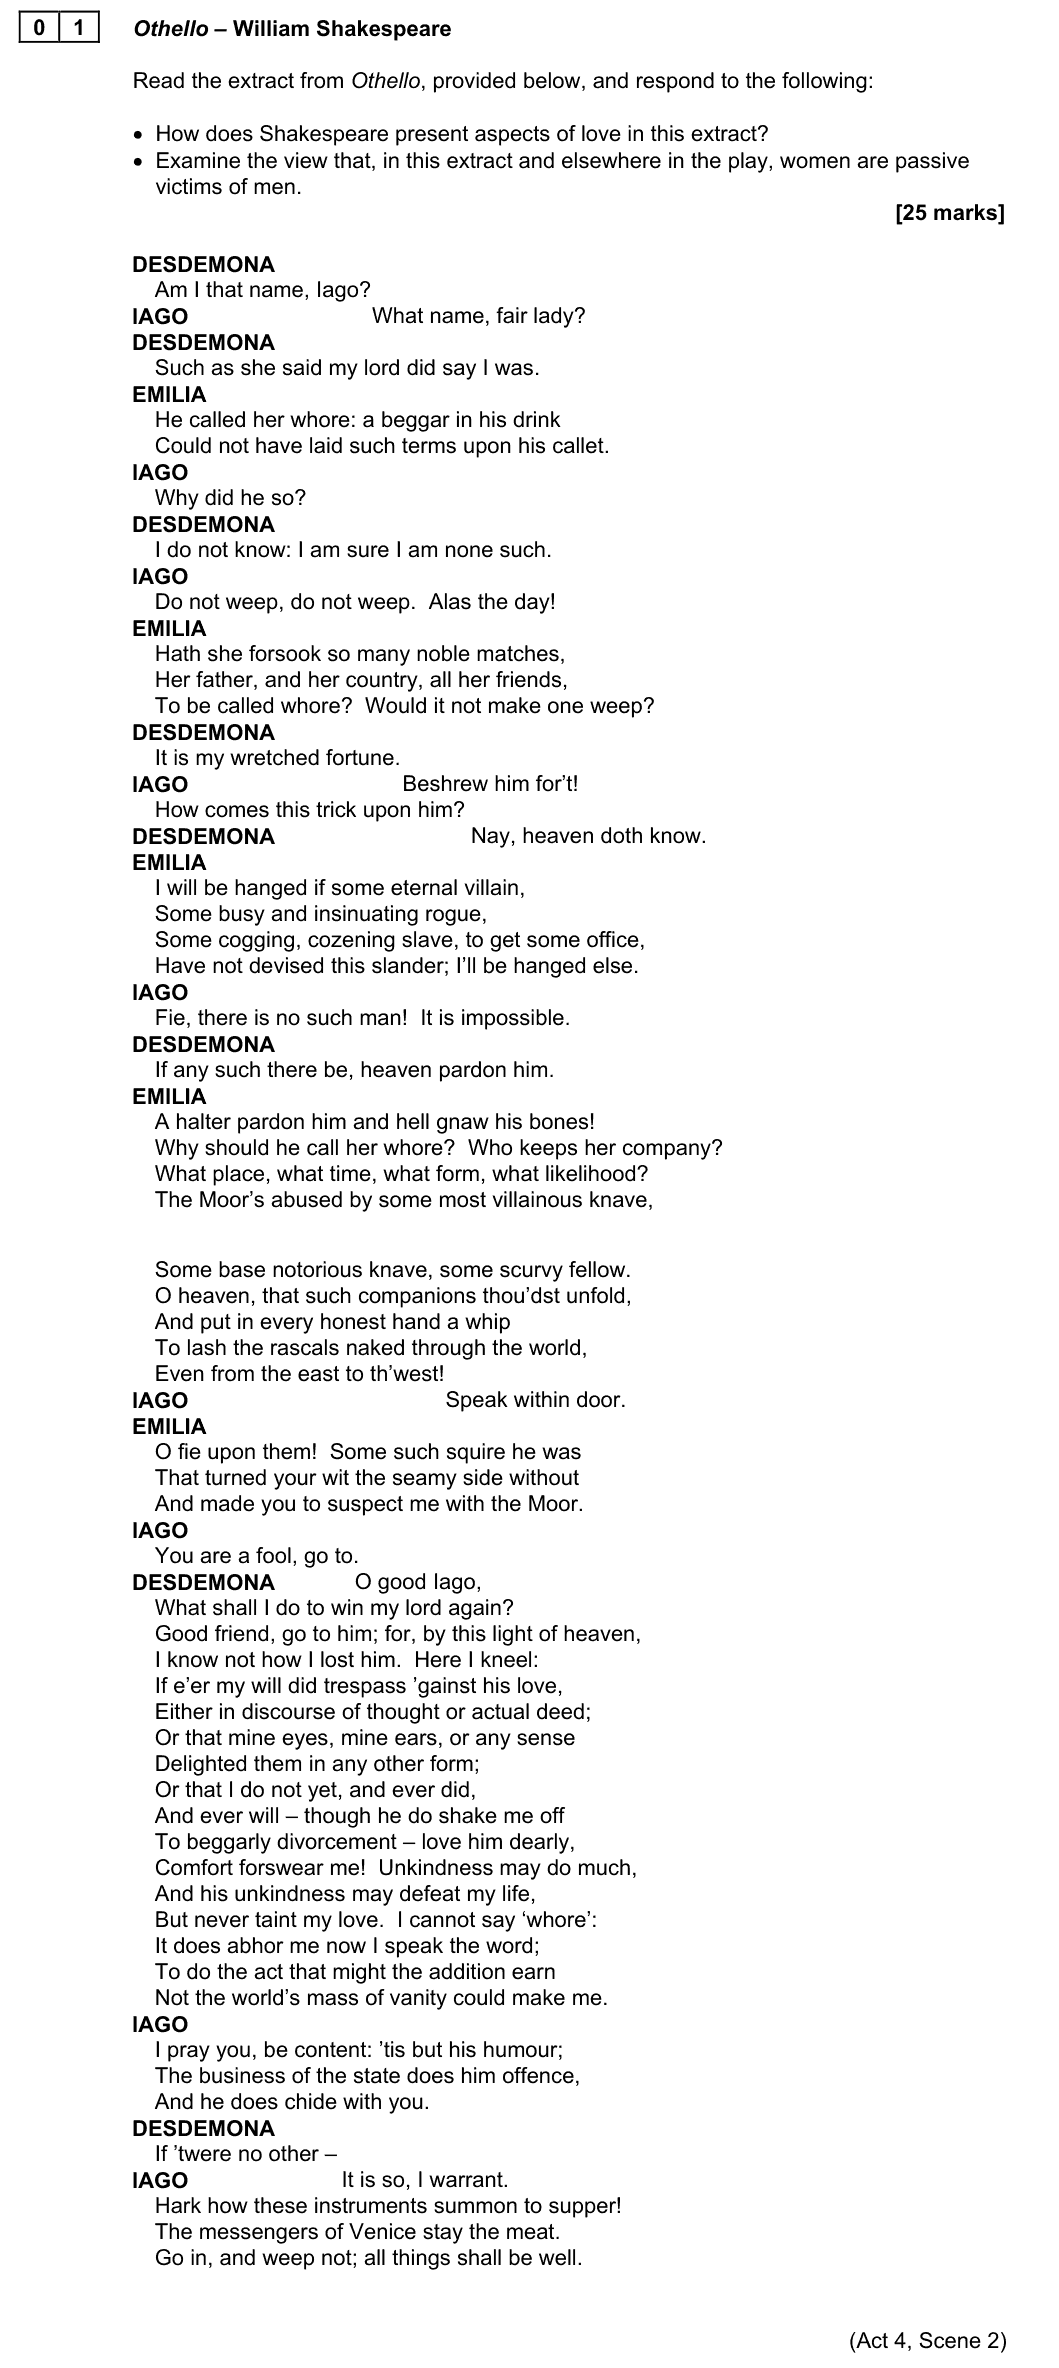 0 1 Othello – William Shakespeare
Read the extract from Othello, provided below, and respond to the following:
• How does Shakespeare present aspects of love in this extract?
• Examine the view that, in this extract and elsewhere in the play, women are passive
victims of men.
[25 marks]
DESDEMONA
Am I that name, Iago?
IAGO What name, fair lady?
DESDEMONA
Such as she said my lord did say I was.
EMILIA
He called her whore: a beggar in his drink
Could not have laid such terms upon his callet.
IAGO
Why did he so?
DESDEMONA
I do not know: I am sure I am none such.
IAGO
Do not weep, do not weep. Alas the day!
EMILIA
Hath she forsook so many noble matches,
Her father, and her country, all her friends,
To be called whore? Would it not make one weep?
DESDEMONA
It is my wretched fortune.
IAGO Beshrew him for’t!
How comes this trick upon him?
DESDEMONA Nay, heaven doth know.
EMILIA
I will be hanged if some eternal villain,
Some busy and insinuating rogue,
Some cogging, cozening slave, to get some office,
Have not devised this slander; I’ll be hanged else.
IAGO
Fie, there is no such man! It is impossible.
DESDEMONA
If any such there be, heaven pardon him.
EMILIA
A halter pardon him and hell gnaw his bones!
Why should he call her whore? Who keeps her company?
What place, what time, what form, what likelihood?
The Moor’s abused by some most villainous knave,
Some base notorious knave, some scurvy fellow.
O heaven, that such companions thou’dst unfold,
And put in every honest hand a whip
To lash the rascals naked through the world,
Even from the east to th’west!
IAGO Speak within door.
EMILIA
O fie upon them! Some such squire he was
That turned your wit the seamy side without
And made you to suspect me with the Moor.
IAGO
You are a fool, go to.
DESDEMONA O good Iago,
What shall I do to win my lord again?
Good friend, go to him; for, by this light of heaven,
I know not how I lost him. Here I kneel:
If e’er my will did trespass ’gainst his love,
Either in discourse of thought or actual deed;
Or that mine eyes, mine ears, or any sense
Delighted them in any other form;
Or that I do not yet, and ever did,
And ever will – though he do shake me off
To beggarly divorcement – love him dearly,
Comfort forswear me! Unkindness may do much,
And his unkindness may defeat my life,
But never taint my love. I cannot say ‘whore’:
It does abhor me now I speak the word;
To do the act that might the addition earn
Not the world’s mass of vanity could make me.
IAGO
I pray you, be content: ’tis but his humour;
The business of the state does him offence,
And he does chide with you.
DESDEMONA
If ’twere no other –
IAGO It is so, I warrant.
Hark how these instruments summon to supper!
The messengers of Venice stay the meat.
Go in, and weep not; all things shall be well.
(Act 4, Scene 2)